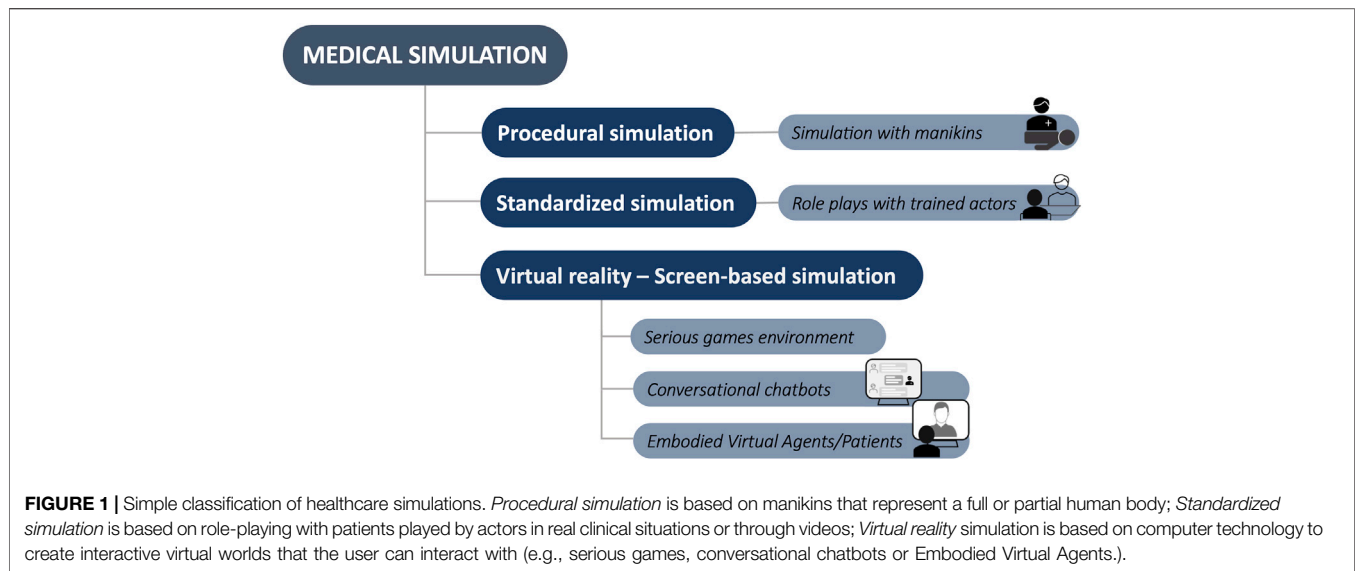 MEDICAL SIMULATION
Procedural simulation
Simulation with manikins
Standardized simulation
Role plays with trained actors
Virtual reality – Screen-based simulation
Serious games environment
Conversational chatbots
Embodied Virtual Agents/Patients
FIGURE 1 | Simple classification of healthcare simulations. Procedural simulation is based on manikins that represent a full or partial human body; Standardized
simulation is based on role-playing with patients played by actors in real clinical situations or through videos; Virtual reality simulation is based on computer technology to
create interactive virtual worlds that the user can interact with (e.g., serious games, conversational chatbots or Embodied Virtual Agents.).